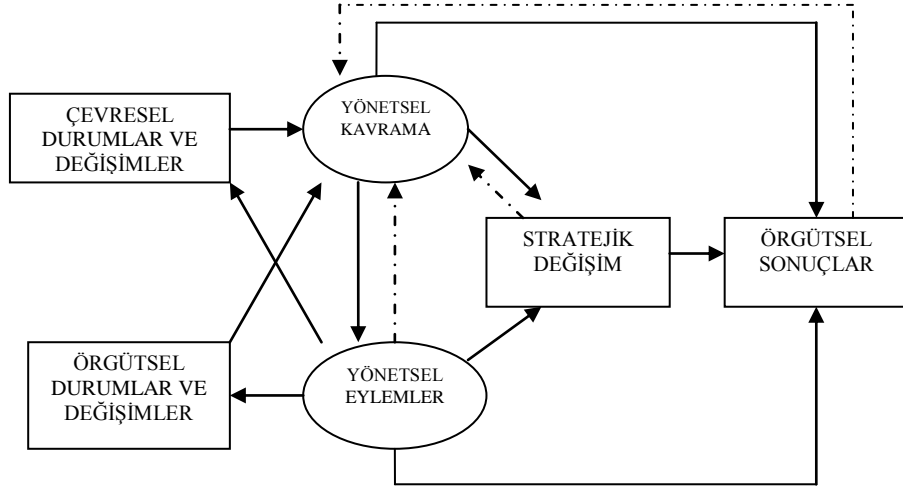 YÖNETSEL
KAVRAMA
ÇEVRESEL
DURUMLAR VE
DEĞİŞİMLER
STRATEJİK
DEĞİŞİM
ÖRGÜTSEL
SONUÇLAR
ÖRGÜTSEL
DURUMLAR VE
DEĞİŞİMLER
YÖNETSEL
EYLEMLER